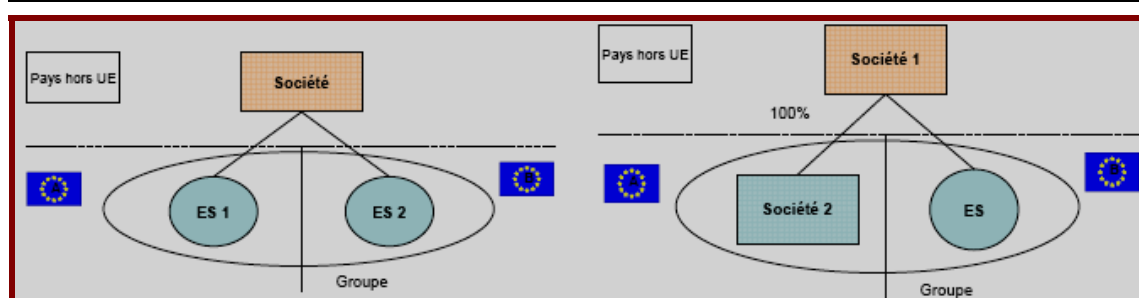 Pays hors UE
Société
A
B
ES 1
ES 2
Groupe
Pays hors UE
Société 1
100%
A
B
Société 2
ES
Groupe